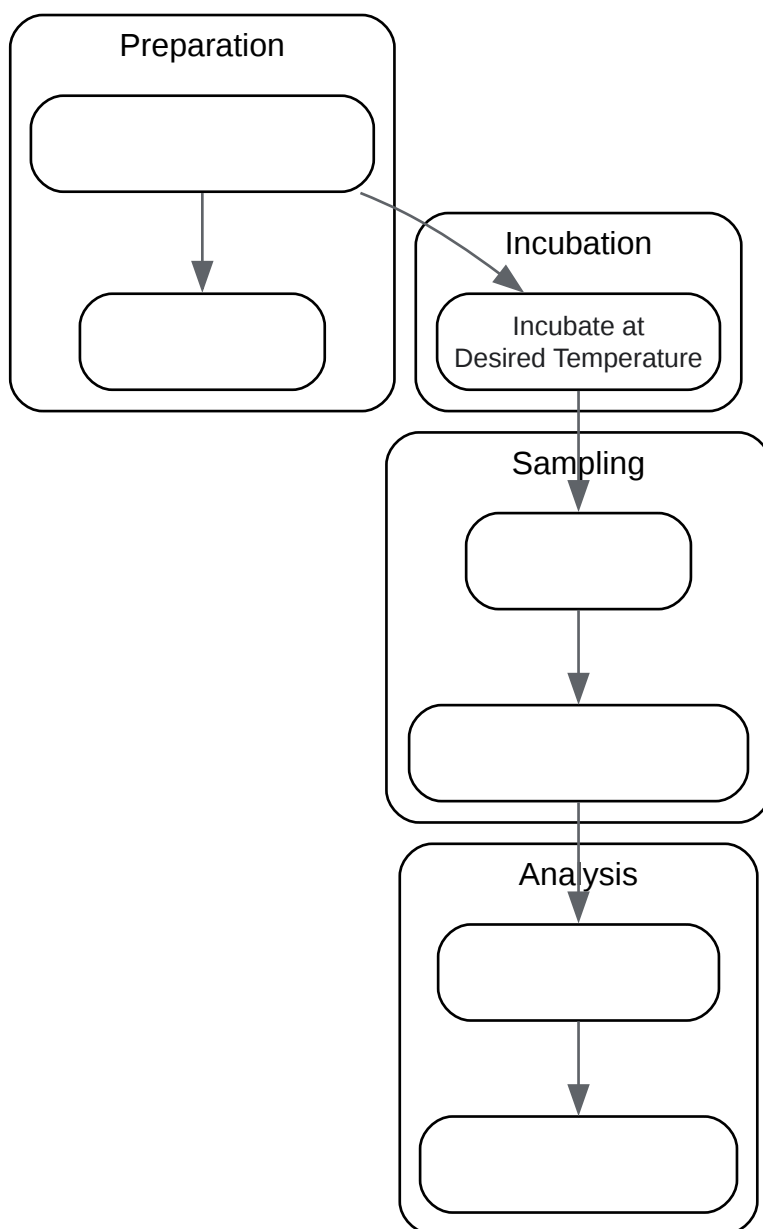 Preparation
Incubation
Incubate at
Desired Temperature
Sampling
Analysis